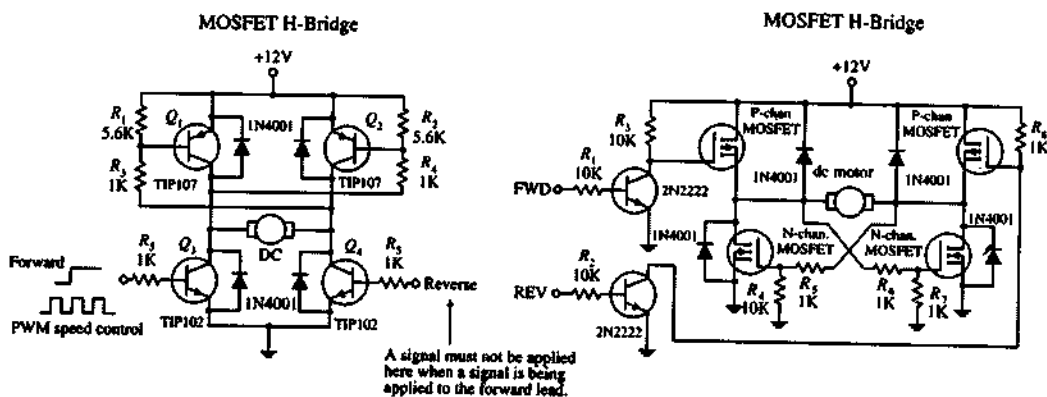 MOSFET H-Bridge
+12V
R1
5.6K
Q1
1N4001
Q2
R2
5.6K
R3
1K
TIP107
TIP107
R4
1K
DC
Q3
Q4
R5
1K
R5
1K
Forward
Reverse
PWM speed control
1N4001
TIP102
TIP102
A signal must not be applied
here when a signal is being
applied to the forward lead.
MOSFET H-Bridge
+12V
R3
10K
P-chan
MOSFET
P-chan
MOSFET
R6
1K
R1
10K
FWD
2N2222
1N4001
dc motor
1N4001
1N4001
1N4001
N-chan.
MOSFET
N-chan.
MOSFET
R2
10K
REV
2N2222
R4
10K
R5
1K
1K
1K